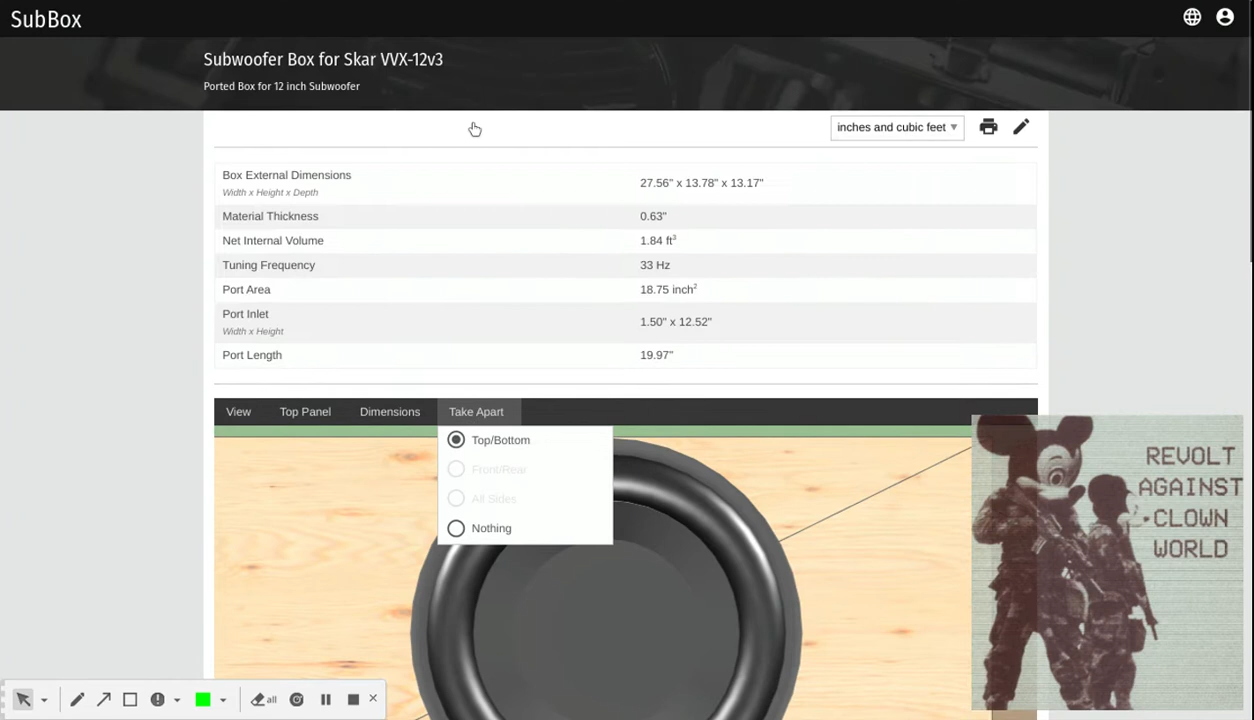 SubBox
Subwoofer Box for Skar VVX-12v3
Ported Box for 12 inch Subwoofer
inches and cubic feet
Box External Dimensions
Width x Height x Depth
27.56" x 13.78" x 13.17"
Material Thickness
0.63"
Net Internal Volume
1.84 ft³
Tuning Frequency
33 Hz
Port Area
18.75 inch²
Port Inlet
Width x Height
1.50" x 12.52"
Port Length
19.97"
View
Top Panel
Dimensions
Take Apart
Top/Bottom
Front/Rear
All Sides
Nothing
REVOLT
AGAINST
CLOWN
WORLD
all